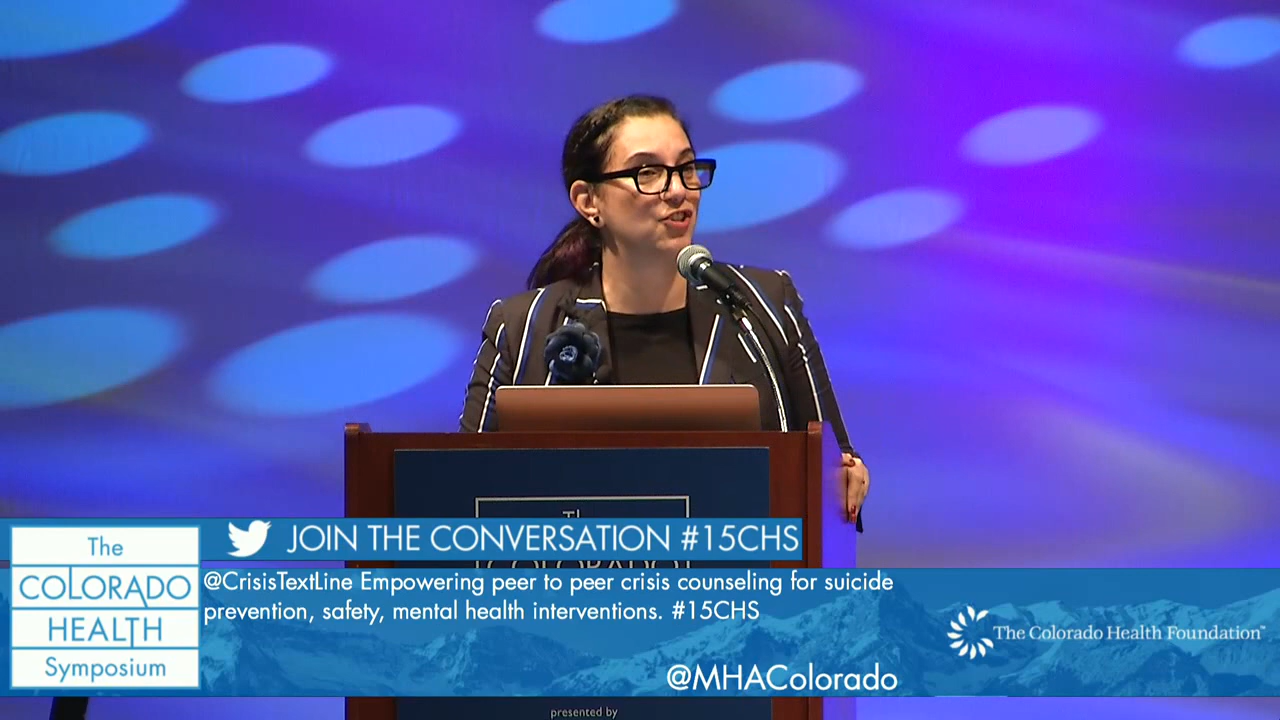 The
COLORADO
HEALTH
Symposium
JOIN THE CONVERSATION #15CHS
@CrisisTextLine Empowering peer to peer crisis counseling for suicide
prevention, safety, mental health interventions. #15CHS
@MHAColorado
The Colorado Health Foundation™
presented by